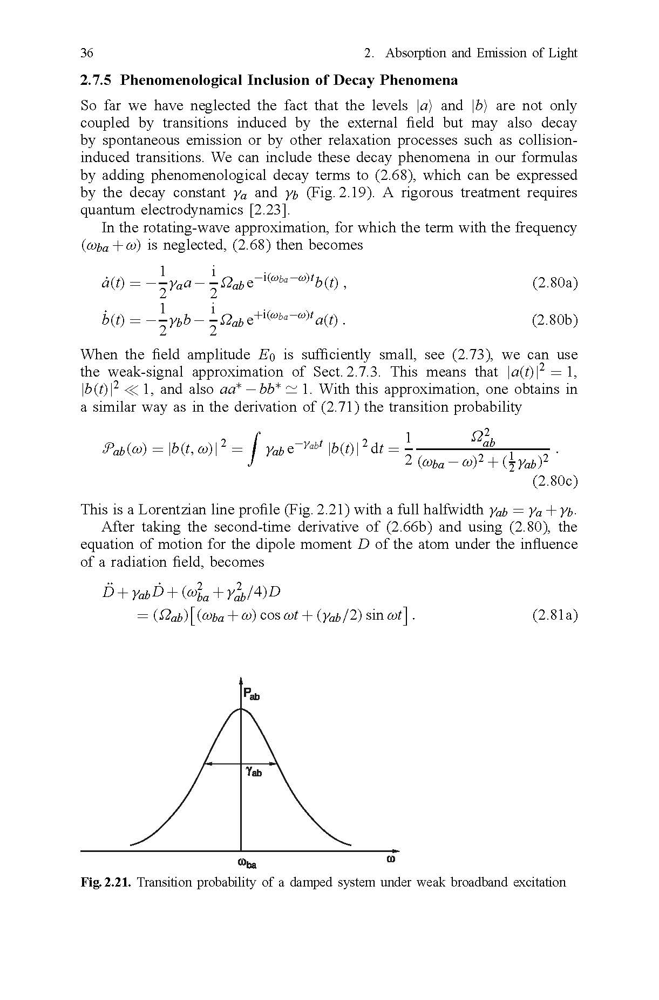 36 2. Absorption and Emission of Light
2.7.5 Phenomenological Inclusion of Decay Phenomena
So far we have neglected the fact that the levels |a⟩ and |b⟩ are not only
coupled by transitions induced by the external field but may also decay
by spontaneous emission or by other relaxation processes such as collision-
induced transitions. We can include these decay phenomena in our formulas
by adding phenomenological decay terms to (2.68), which can be expressed
by the decay constant γ_a and γ_b (Fig. 2.19). A rigorous treatment requires
quantum electrodynamics [2.23].
In the rotating-wave approximation, for which the term with the frequency
(ω_ba + ω) is neglected, (2.68) then becomes
ȧ(t) = −1/2 γ_a a − i/2 Ω_ab e^{−i(ω_ba−ω)t} b(t) , (2.80a)
ḃ(t) = −1/2 γ_b b − i/2 Ω_ab e^{+i(ω_ba−ω)t} a(t) . (2.80b)
When the field amplitude E_0 is sufficiently small, see (2.73), we can use
the weak-signal approximation of Sect. 2.7.3. This means that |a(t)|² = 1,
|b(t)|² ≪ 1, and also aa* − bb* ≃ 1. With this approximation, one obtains in
a similar way as in the derivation of (2.71) the transition probability
𝒫_ab(ω) = |b(t, ω)|² = ∫ γ_ab e^{−γ_ab t} |b(t)|² dt = 1/2 Ω²_ab / ((ω_ba − ω)² + (1/2 γ_ab)²) .
(2.80c)
This is a Lorentzian line profile (Fig. 2.21) with a full halfwidth γ_ab = γ_a + γ_b.
After taking the second-time derivative of (2.66b) and using (2.80), the
equation of motion for the dipole moment D of the atom under the influence
of a radiation field, becomes
D̈ + γ_ab Ḋ + (ω²_ba + γ²_ab/4)D
= (Ω_ab)[(ω_ba + ω) cos ωt + (γ_ab/2) sin ωt] . (2.81a)
P_ab
γ_ab
ω_ba ω
Fig. 2.21. Transition probability of a damped system under weak broadband excitation